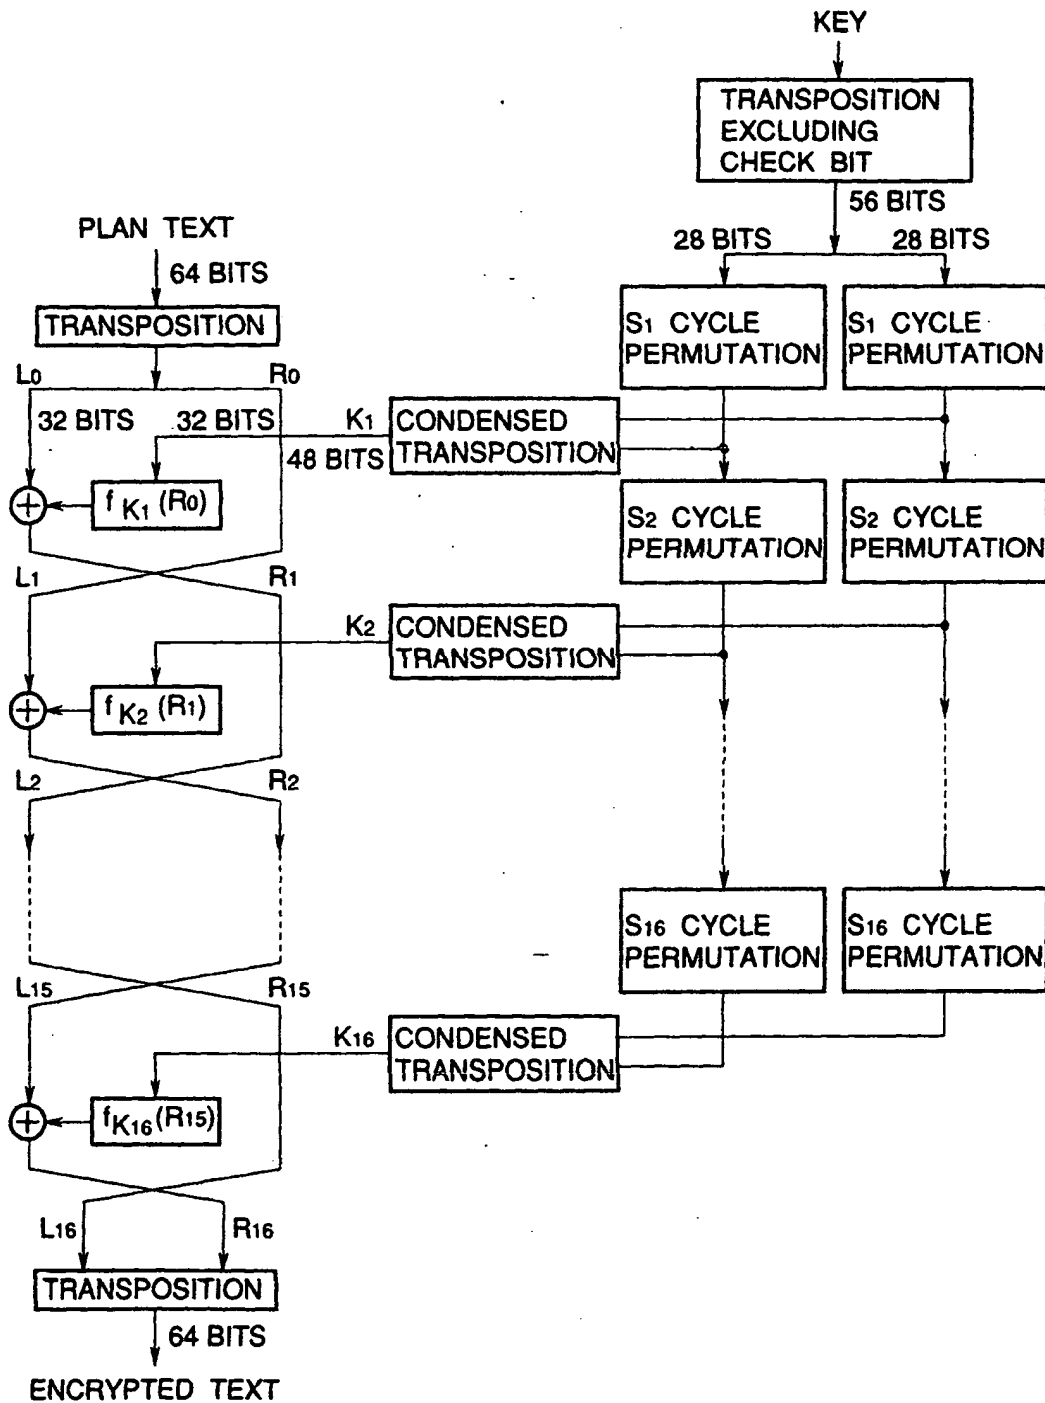 KEY
TRANSPOSITION
EXCLUDING
CHECK BIT
56 BITS
28 BITS 28 BITS
PLAN TEXT
64 BITS
TRANSPOSITION
S1 CYCLE
PERMUTATION
S1 CYCLE
PERMUTATION
L0 R0
32 BITS 32 BITS
K1
48 BITS
CONDENSED
TRANSPOSITION
fK1 (R0)
S2 CYCLE
PERMUTATION
S2 CYCLE
PERMUTATION
L1 R1
K2
CONDENSED
TRANSPOSITION
fK2 (R1)
L2 R2
S16 CYCLE
PERMUTATION
S16 CYCLE
PERMUTATION
L15 R15
K16
CONDENSED
TRANSPOSITION
fK16 (R15)
L16 R16
TRANSPOSITION
64 BITS
ENCRYPTED TEXT